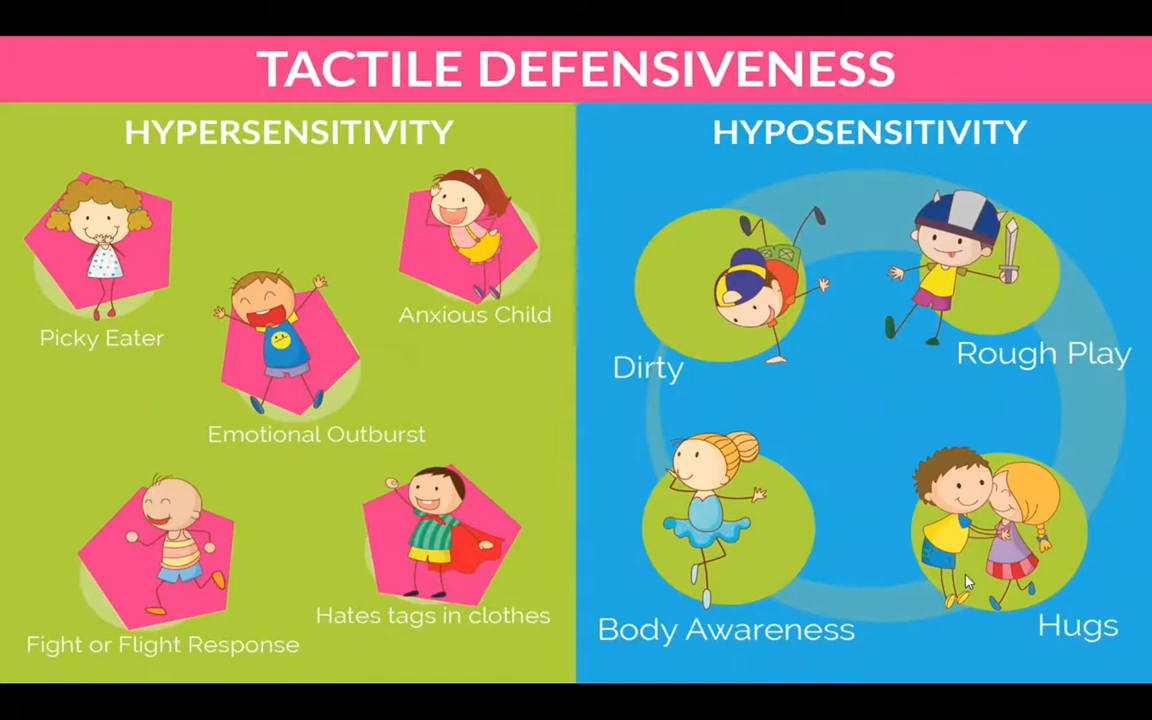 TACTILE DEFENSIVENESS
HYPERSENSITIVITY
Picky Eater
Anxious Child
Emotional Outburst
Fight or Flight Response
Hates tags in clothes
HYPOSENSITIVITY
Dirty
Rough Play
Body Awareness
Hugs